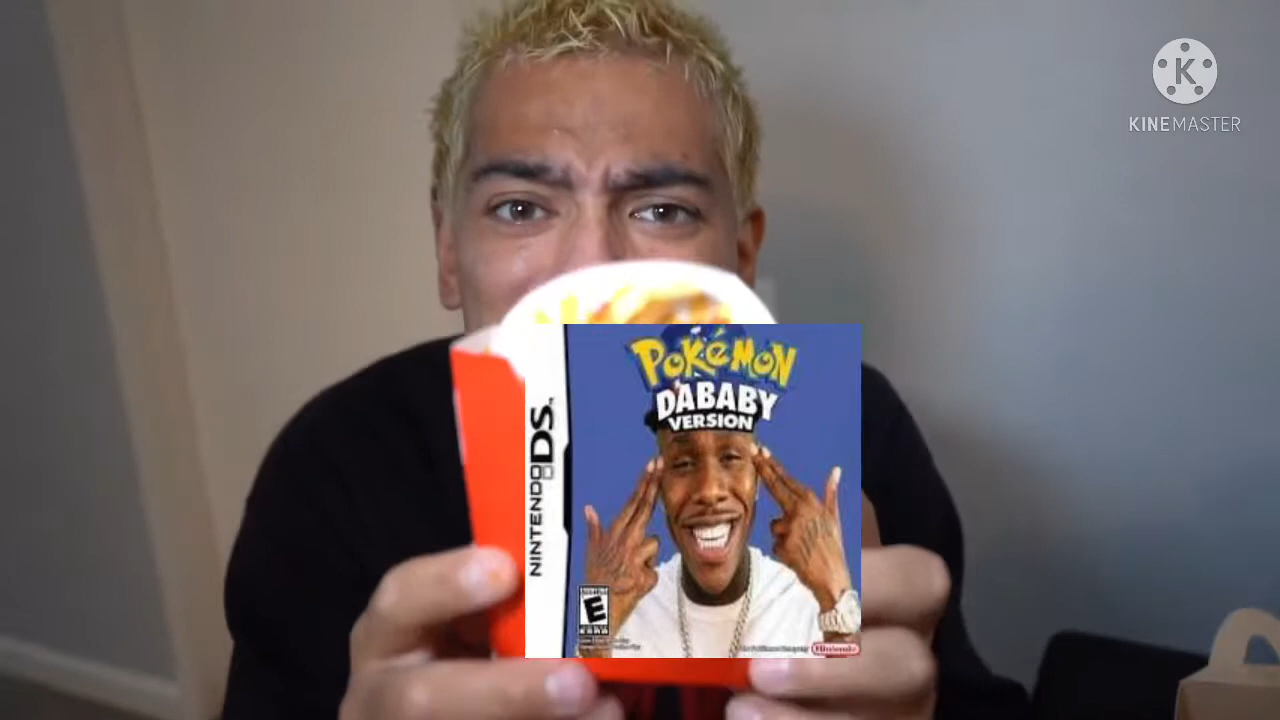 KINEMASTER
POKéMON
DABABY
VERSION
NINTENDO DS
E
Nintendo